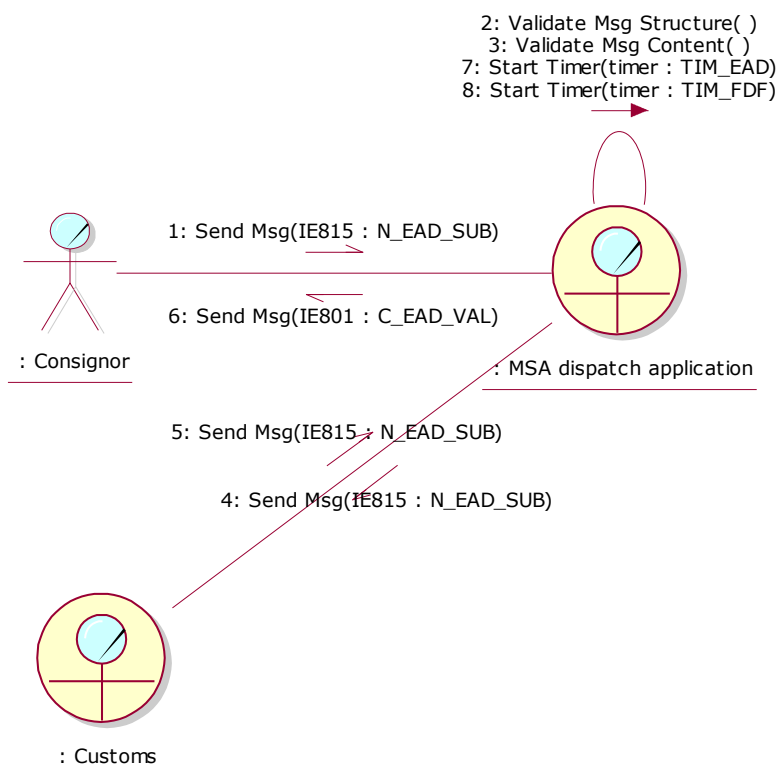 2: Validate Msg Structure( )
3: Validate Msg Content( )
7: Start Timer(timer : TIM_EAD)
8: Start Timer(timer : TIM_FDF)
1: Send Msg(IE815 : N_EAD_SUB)
6: Send Msg(IE801 : C_EAD_VAL)
: Consignor
: MSA dispatch application
5: Send Msg(IE815 : N_EAD_SUB)
4: Send Msg(IE815 : N_EAD_SUB)
: Customs